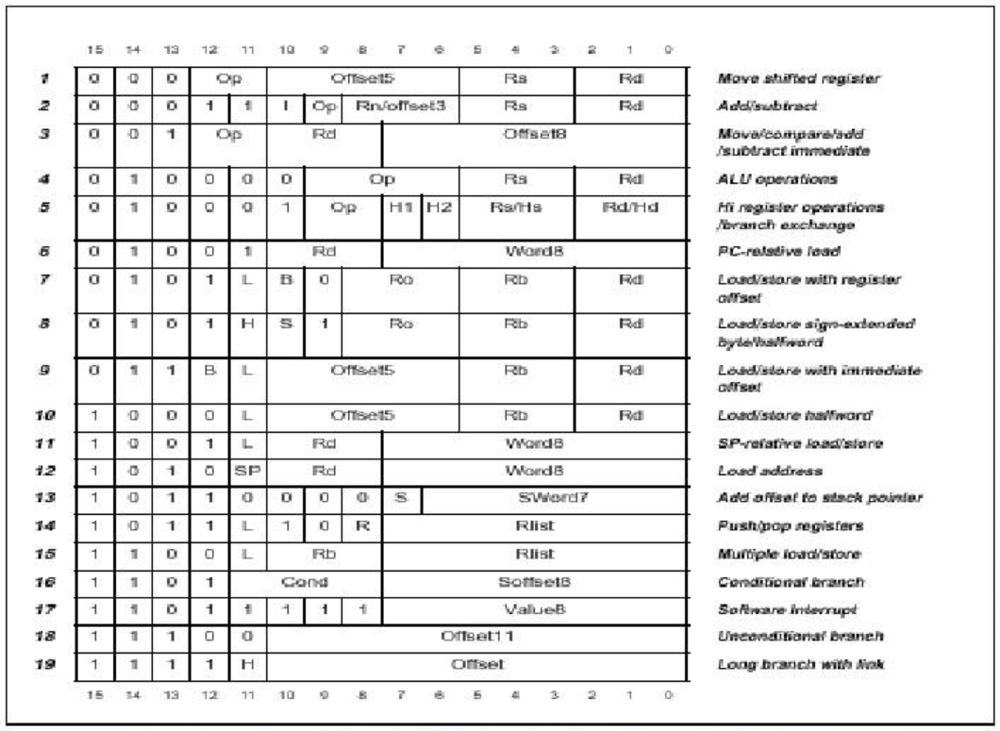 15 14 13 12 11 10 9 8 7 6 5 4 3 2 1 0
1 0 0 0 Op Offset5 Rs Rd Move shifted register
2 0 0 0 1 1 I Op Rn/offset3 Rs Rd Add/subtract
3 0 0 1 Op Rd Offset8 Move/compare/add
/subtract immediate
4 0 1 0 0 0 0 Op Rs Rd ALU operations
5 0 1 0 0 0 1 Op H1 H2 Rs/Hs Rd/Hd Hi register operations
/branch exchange
6 0 1 0 0 1 Rd Word8 PC-relative load
7 0 1 0 1 L B 0 Ro Rb Rd Load/store with register
offset
8 0 1 0 1 H S 1 Ro Rb Rd Load/store sign-extended
byte/halfword
9 0 1 1 B L Offset5 Rb Rd Load/store with immediate
offset
10 1 0 0 0 L Offset5 Rb Rd Load/store halfword
11 1 0 0 1 L Rd Word8 SP-relative load/store
12 1 0 1 0 SP Rd Word8 Load address
13 1 0 1 1 0 0 0 0 S SWord7 Add offset to stack pointer
14 1 0 1 1 L 1 0 R Rlist Push/pop registers
15 1 1 0 0 L Rb Rlist Multiple load/store
16 1 1 0 1 Cond Soffset8 Conditional branch
17 1 1 0 1 1 1 1 1 Value8 Software Interrupt
18 1 1 1 0 0 Offset11 Unconditional branch
19 1 1 1 1 H Offset Long branch with link
15 14 13 12 11 10 9 8 7 6 5 4 3 2 1 0